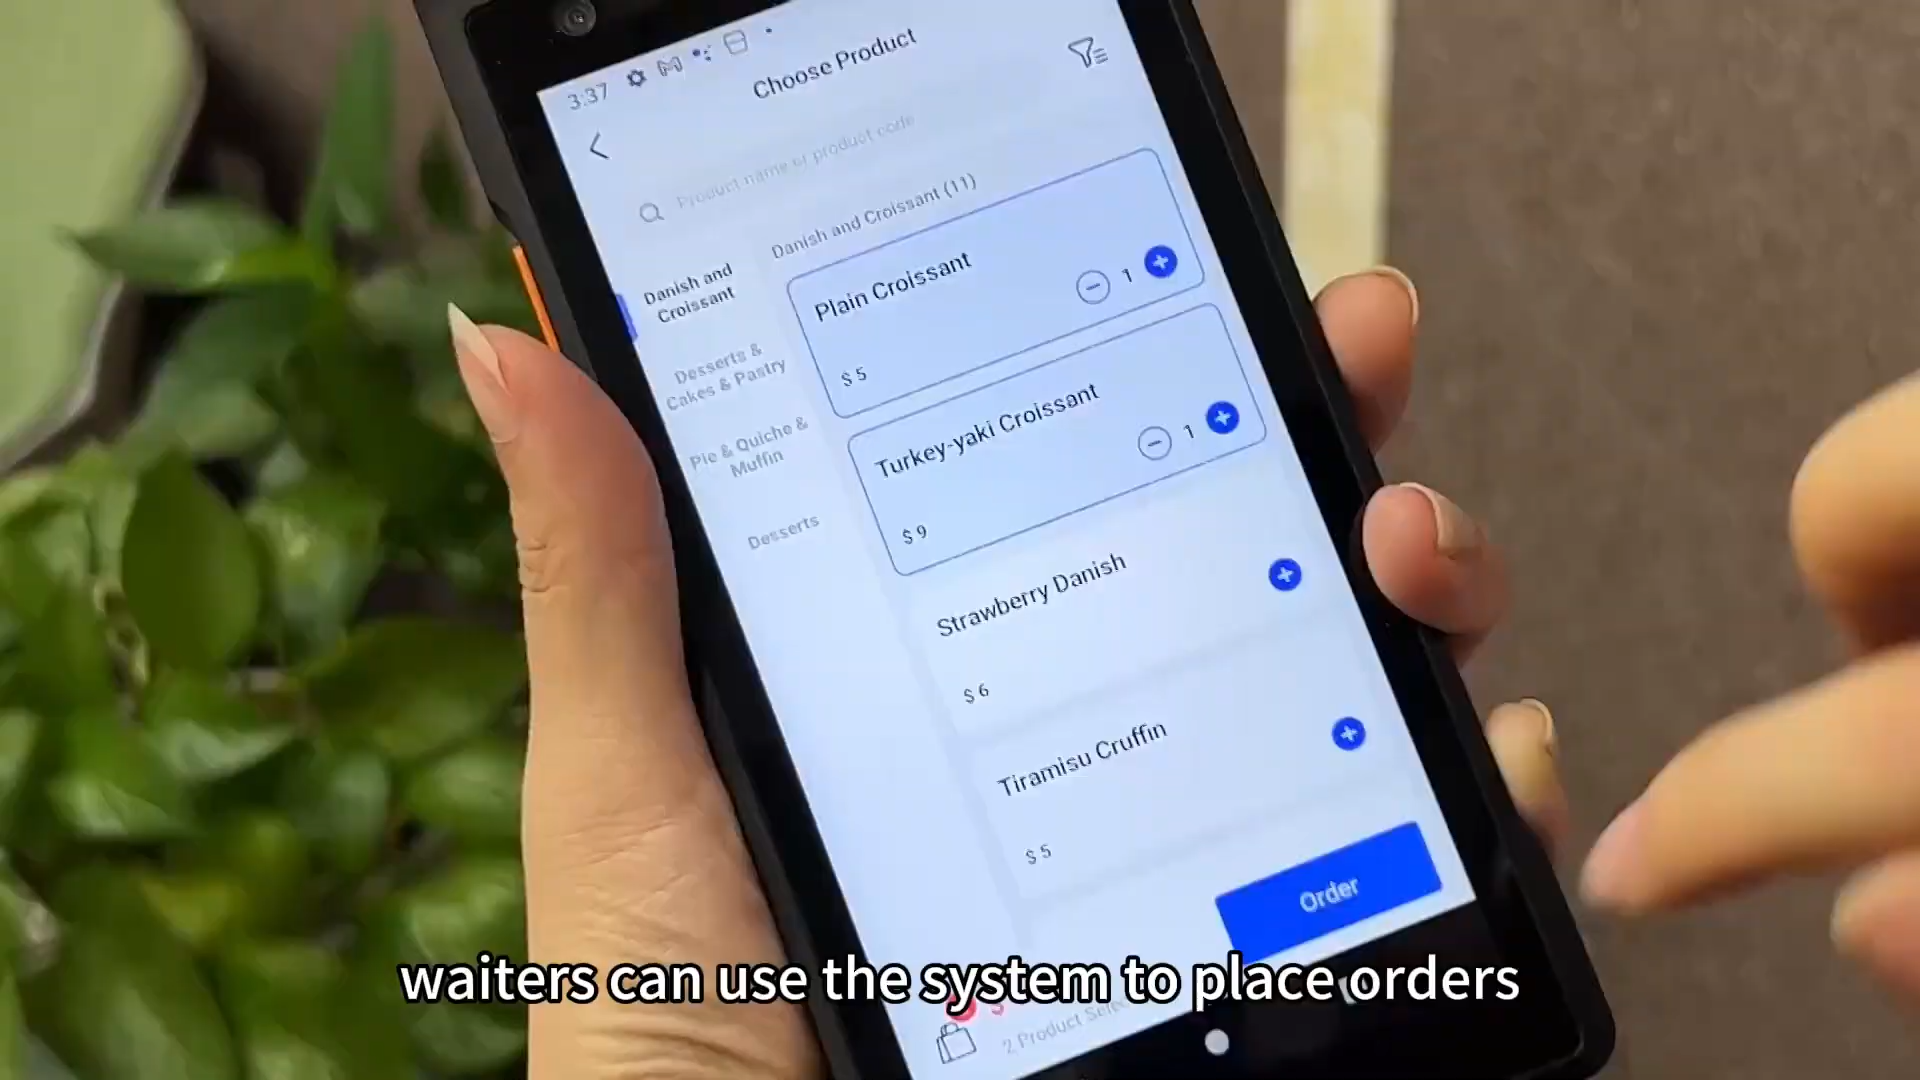 3:37
Choose Product
Product name or product code
Danish and Croissant (11)
Danish and
Croissant
Desserts &
Cakes & Pastry
Pie & Quiche &
Muffin
Desserts
Plain Croissant
1
$ 5
Turkey-yaki Croissant
1
$ 9
Strawberry Danish
$ 6
Tiramisu Cruffin
$ 5
Order
2 Product
waiters can use the system to place orders